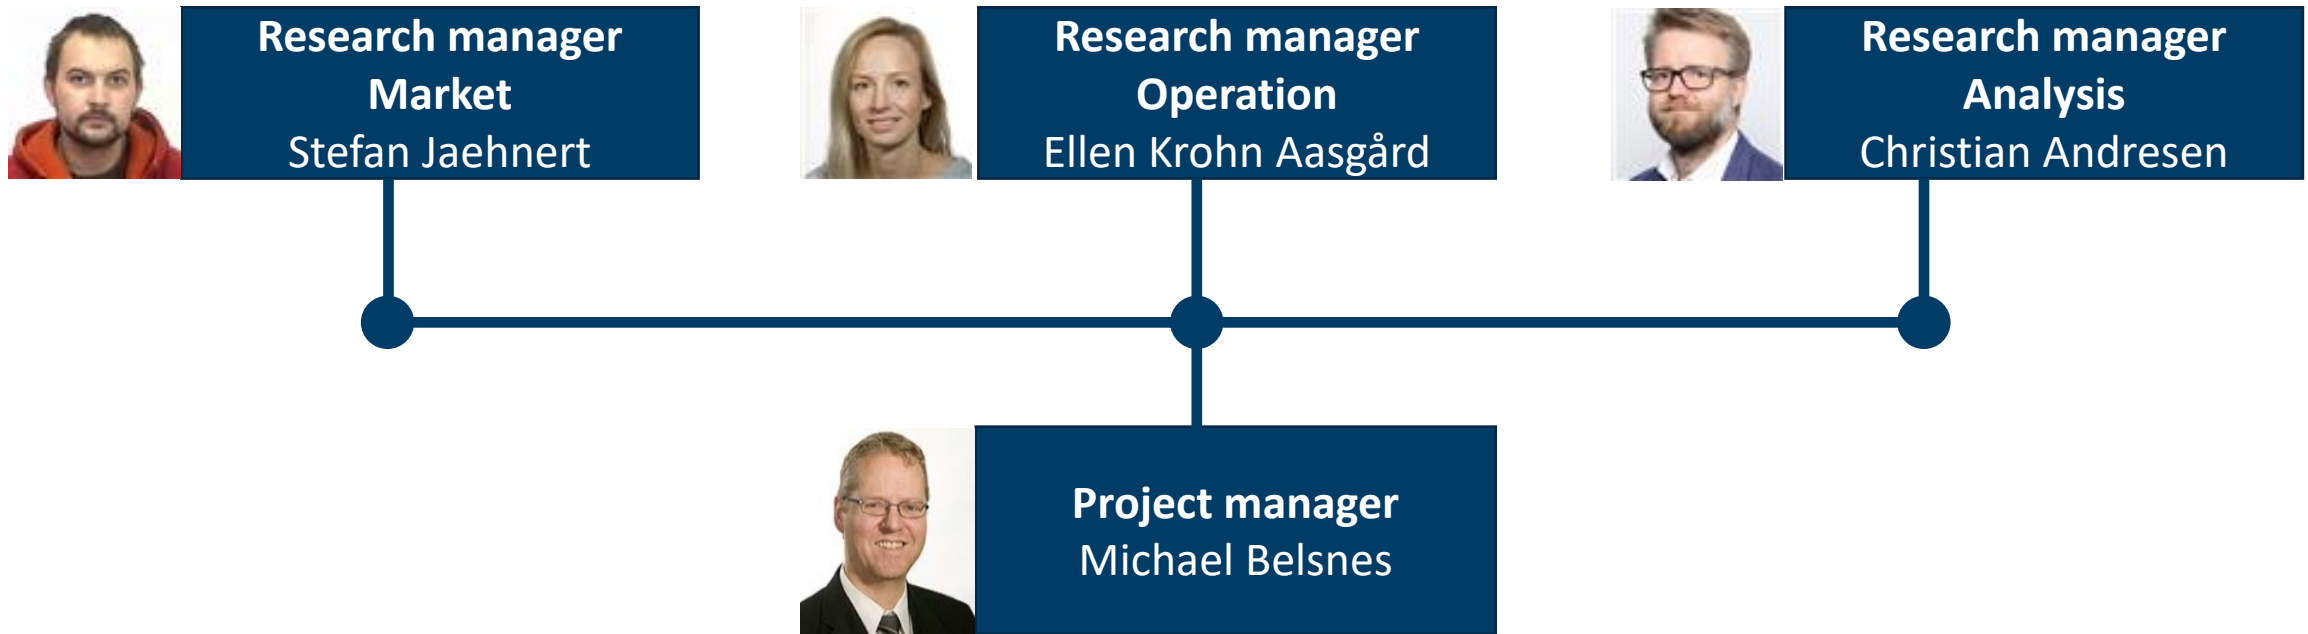 Research manager
Market
Stefan Jaehnert
Research manager
Operation
Ellen Krohn Aasgård
Research manager
Analysis
Christian Andresen
Project manager
Michael Belsnes